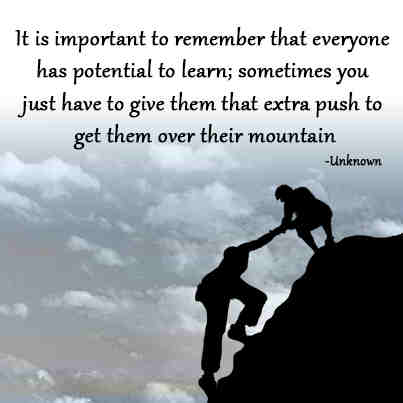 It is important to remember that everyone
has potential to learn; sometimes you
just have to give them that extra push to
get them over their mountain
-Unknown